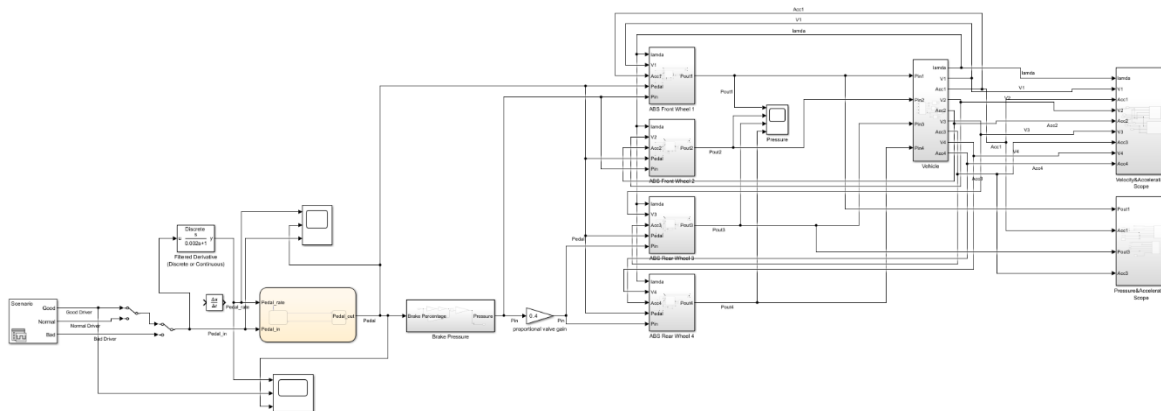 Acc1
V1
lamda
lamda
V1
Acc1
Pedal
Pin
Pout1
ABS Front Wheel 1
Pout1
lamda
V2
Acc2
Pedal
Pin
Pout2
ABS Front Wheel 2
Pout2
Pressure
Pin1
Pin2
Pin3
Pin4
lamda
V1
Acc1
V2
Acc2
V3
Acc3
V4
Acc4
Vehicle
lamda
V1
V2
Acc2
V3
Acc1
V4
Acc4
Acc3
lamda
V1
Acc1
V2
Acc2
V3
Acc3
V4
Acc4
Velocity&Acceleration
Scope
lamda
V3
Acc3
Pedal
Pin
Pout3
ABS Rear Wheel 3
Pout3
Pedal
Pout1
Acc1
Pout3
Acc3
Pressure&Acceleration
Scope
lamda
V4
Acc4
Pedal
Pin
Pout4
ABS Rear Wheel 4
Pout4
Discrete
u
y
0.002s+1
Filtered Derivative
(Discrete or Continuous)
Scenario
Good
Normal
Bad
Good Driver
Normal Driver
Bad Driver
Pedal_rate
Pedal_in
Pedal_rate
Pedal_in
Pedal_out
Pedal
Brake Percentage
Pressure
Brake Pressure
Pin
0.4
proportional valve gain
Pin